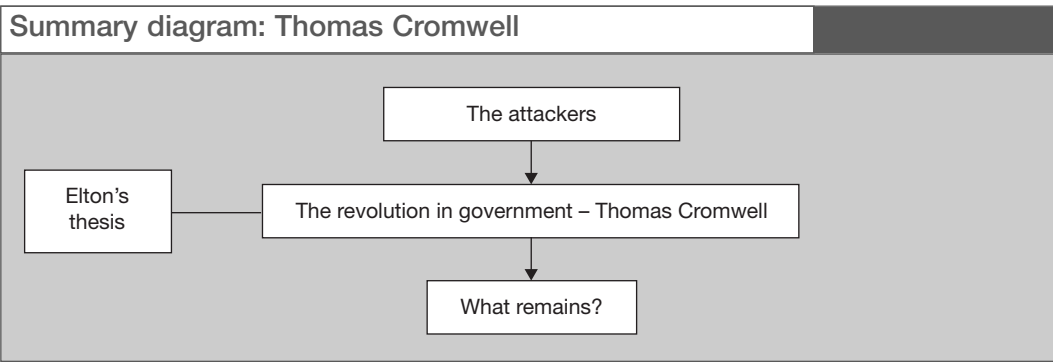 Summary diagram: Thomas Cromwell
The attackers
Elton’s
thesis
The revolution in government – Thomas Cromwell
What remains?